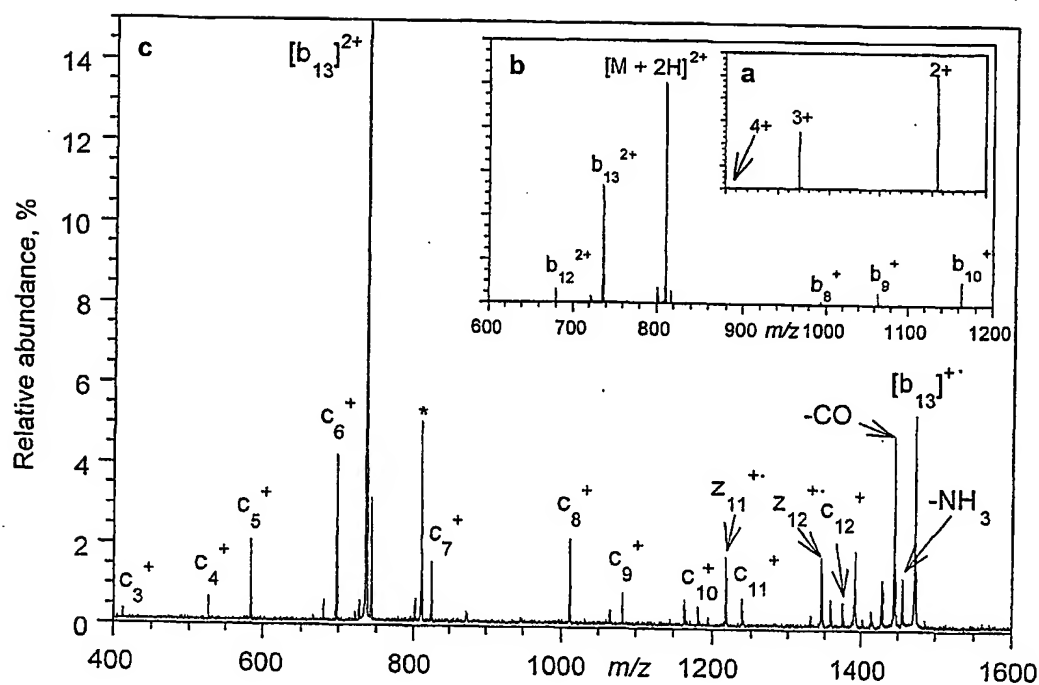 c
[b13]2+
b
[M + 2H]2+
a
2+
3+
4+
b13 2+
b12 2+
b8+
b9+
b10+
600 700 800 900 m/z 1000 1100 1200
14
12
10
8
6
4
2
0
Relative abundance, %
[b13]+·
-CO
-NH3
c6+
*
c5+
c8+
z11+·
z12+·
c12+
c4+
c7+
c9+
c3+
c10+
c11+
400 600 800 1000 m/z 1200 1400 1600